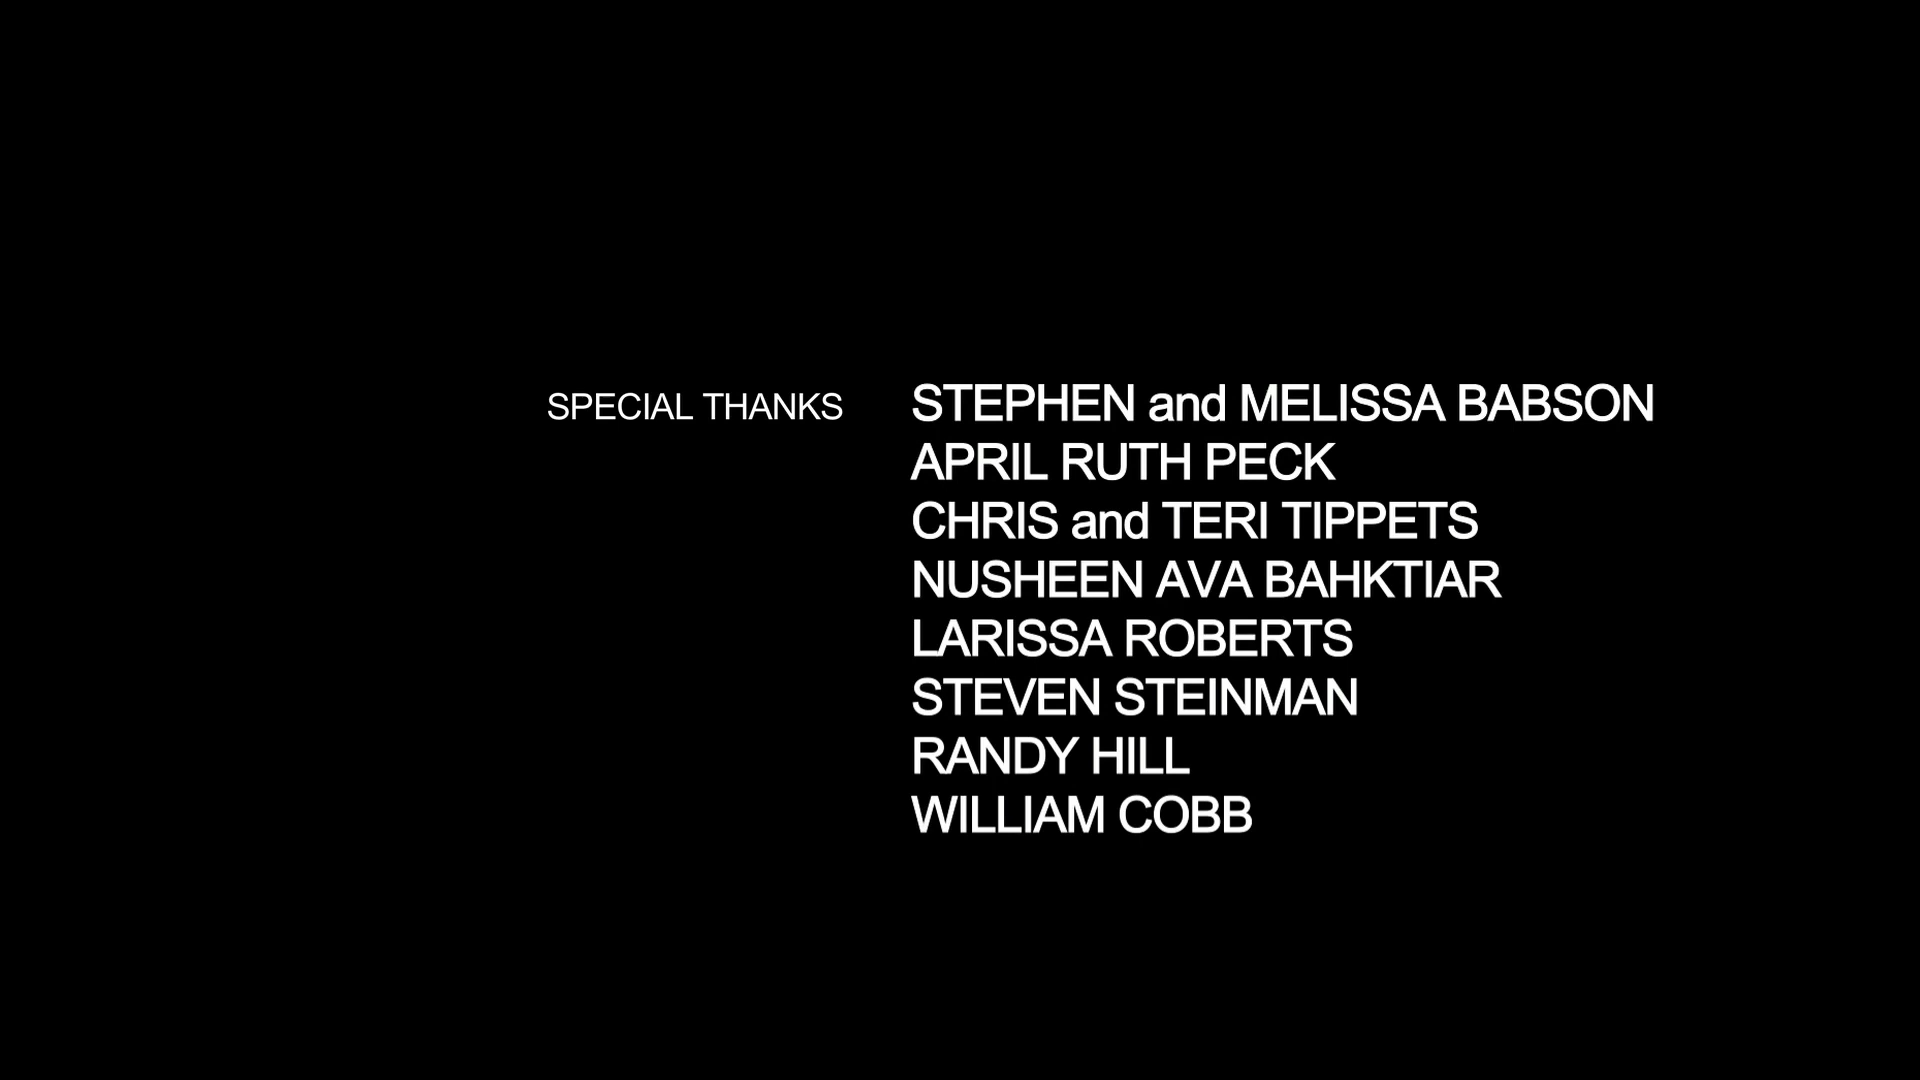 SPECIAL THANKS STEPHEN and MELISSA BABSON
APRIL RUTH PECK
CHRIS and TERI TIPPETS
NUSHEEN AVA BAHKTIAR
LARISSA ROBERTS
STEVEN STEINMAN
RANDY HILL
WILLIAM COBB